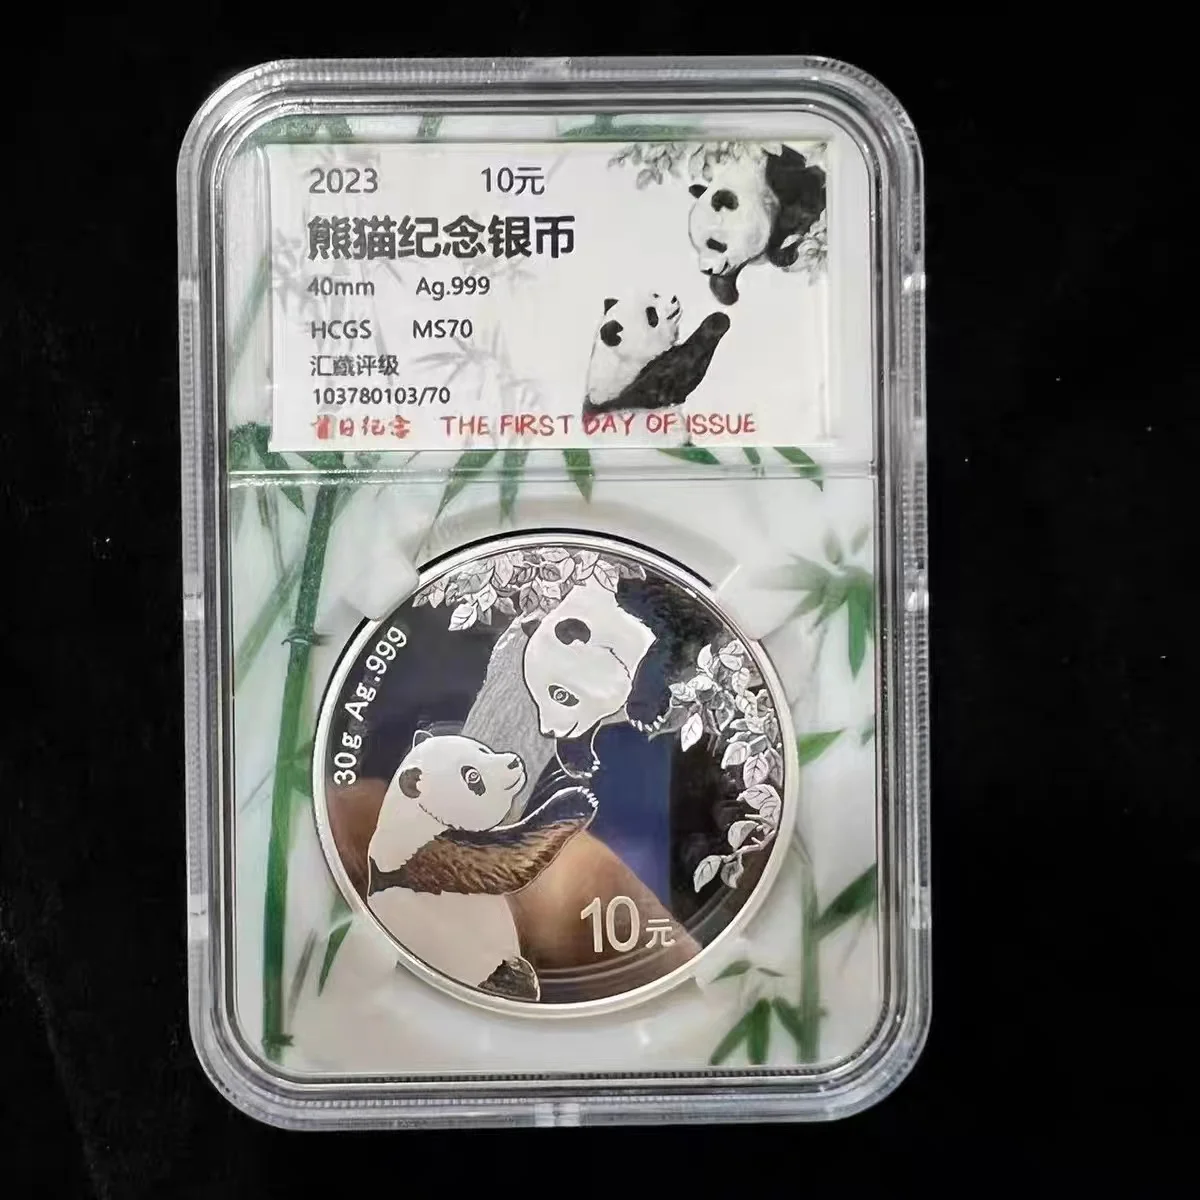 2023 10元
熊猫纪念银币
40mm Ag.999
HCGS MS70
汇藏评级
103780103/70
首日纪念 THE FIRST DAY OF ISSUE
30g Ag.999
10元